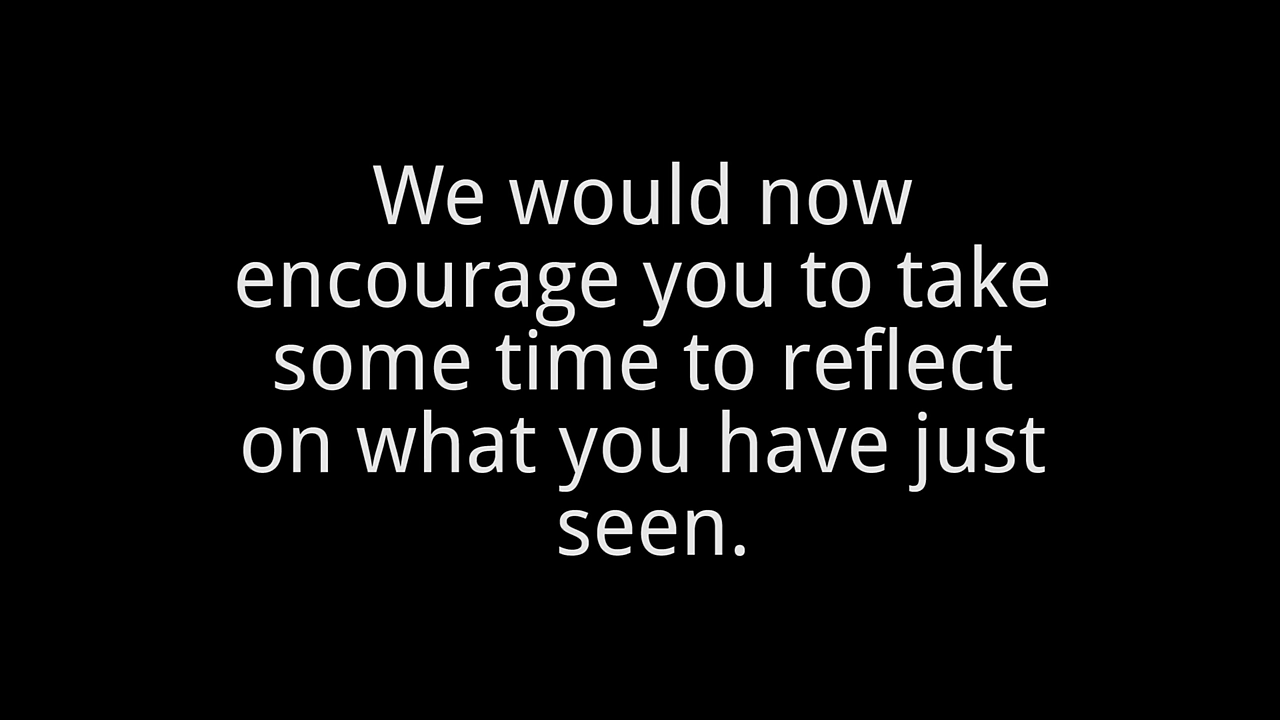 We would now
encourage you to take
some time to reflect
on what you have just
seen.